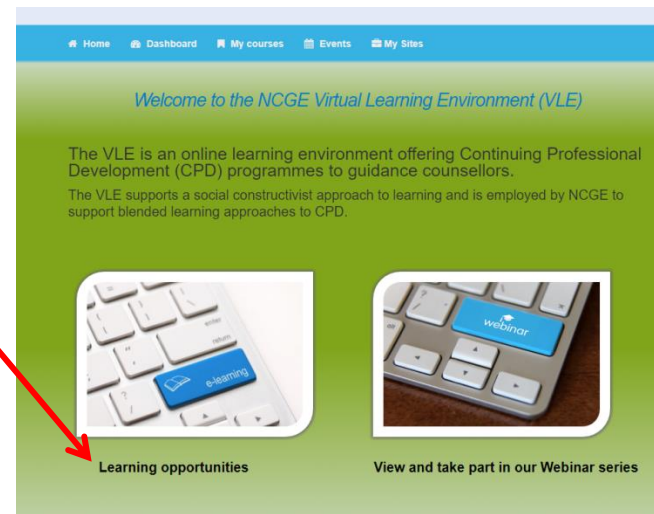 Home Dashboard My courses Events My Sites
Welcome to the NCGE Virtual Learning Environment (VLE)
The VLE is an online learning environment offering Continuing Professional
Development (CPD) programmes to guidance counsellors.
The VLE supports a social constructivist approach to learning and is employed by NCGE to
support blended learning approaches to CPD.
enter
return
e-learning
webinar
Learning opportunities
View and take part in our Webinar series